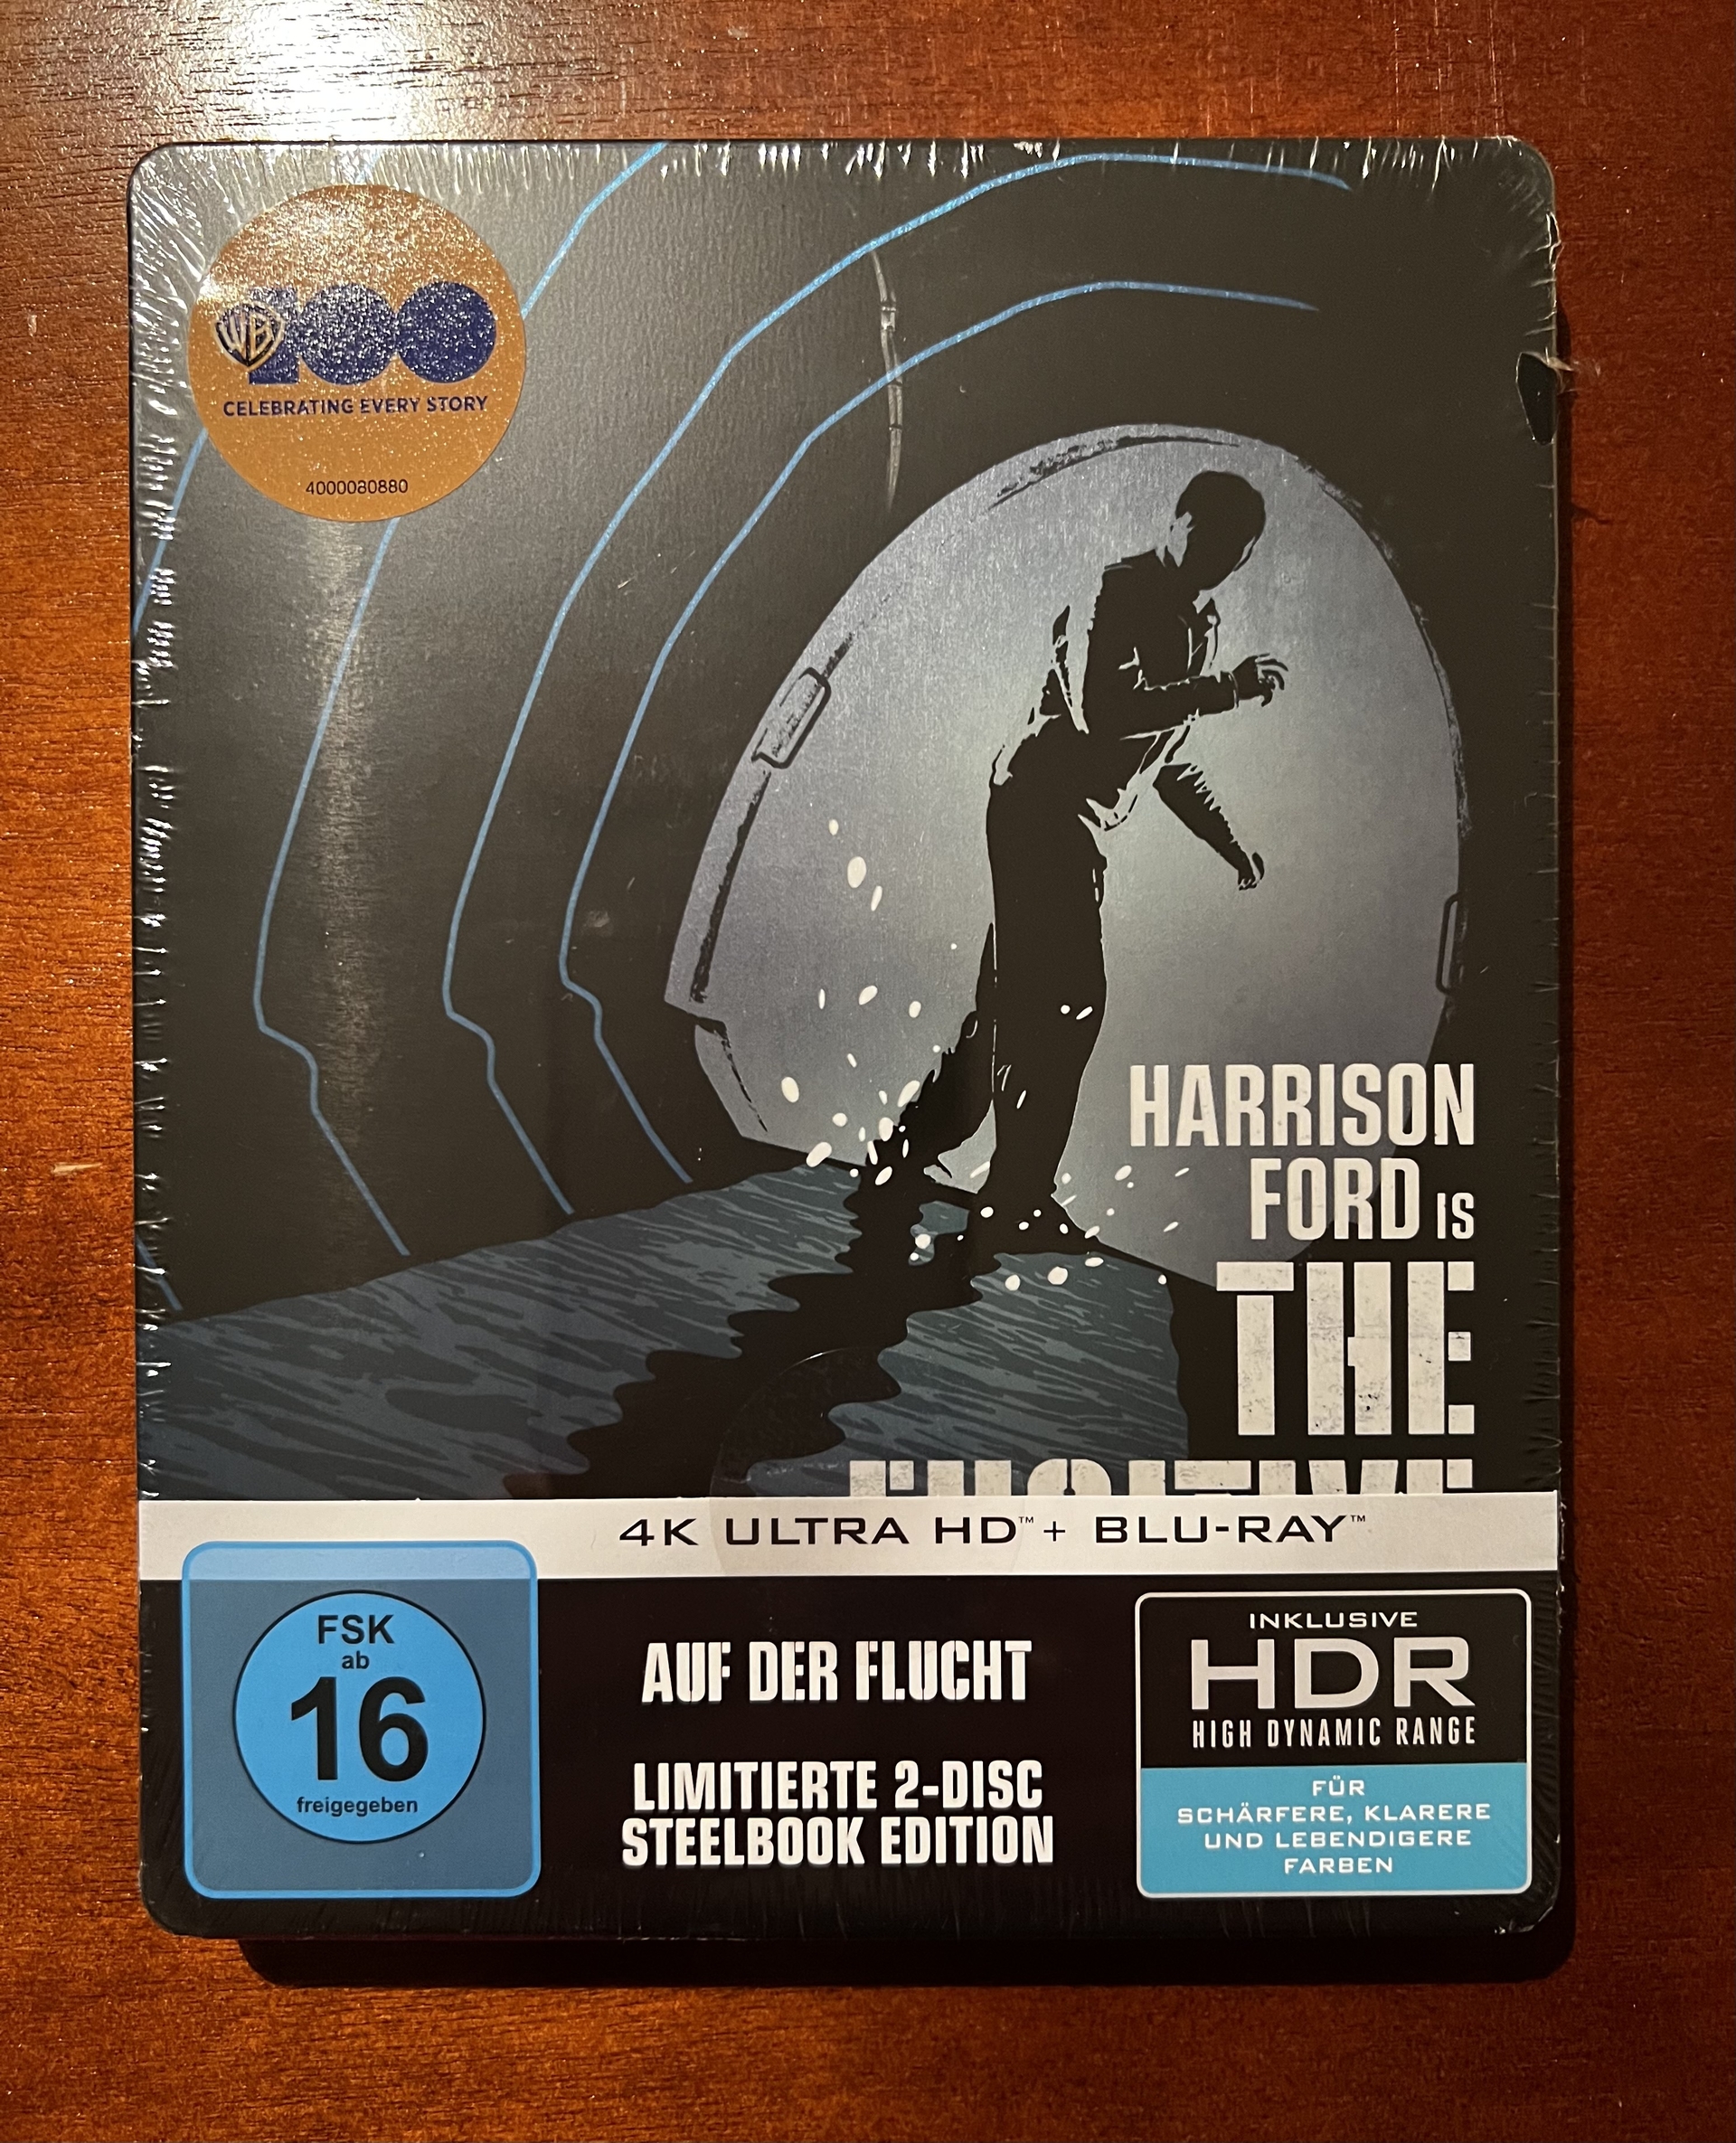 WB 100
CELEBRATING EVERY STORY
4000080880
HARRISON
FORD IS
THE
FUGITIVE
4K ULTRA HD™ + BLU-RAY™
FSK
ab
16
freigegeben
AUF DER FLUCHT
LIMITIERTE 2-DISC
STEELBOOK EDITION
INKLUSIVE
HDR
HIGH DYNAMIC RANGE
FÜR
SCHÄRFERE, KLARERE
UND LEBENDIGERE
FARBEN